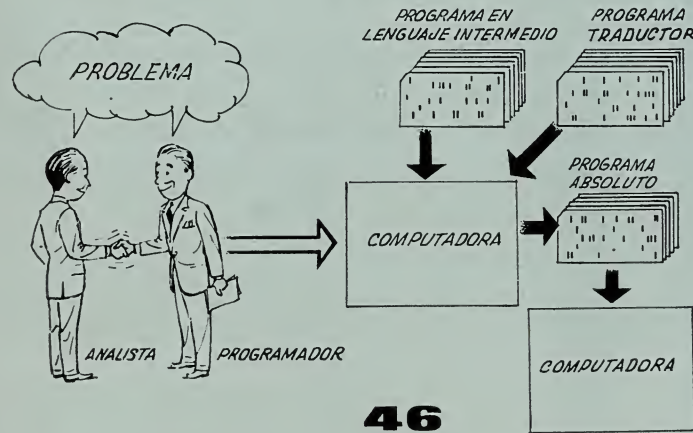 PROBLEMA
ANALISTA
PROGRAMADOR
PROGRAMA EN
LENGUAJE INTERMEDIO
PROGRAMA
TRADUCTOR
COMPUTADORA
PROGRAMA
ABSOLUTO
COMPUTADORA
46